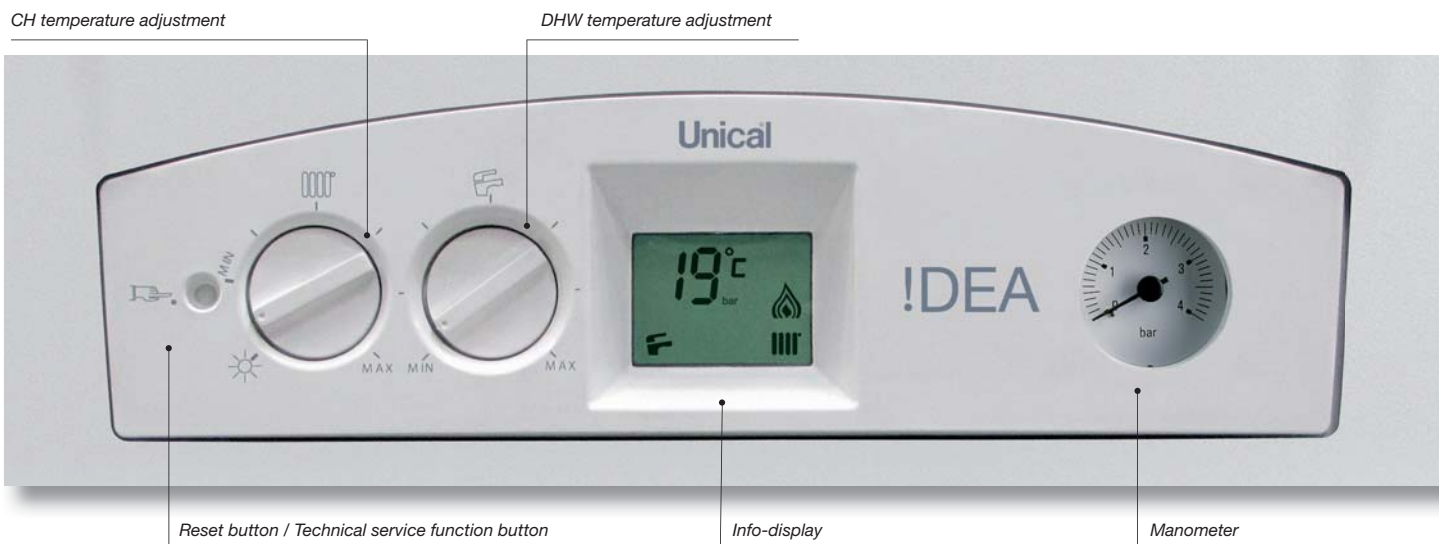 CH temperature adjustment
DHW temperature adjustment
Unical
MIN
MAX
MIN
MAX
19°C
bar
!DEA
0 1 2 3 4
bar
Reset button / Technical service function button
Info-display
Manometer